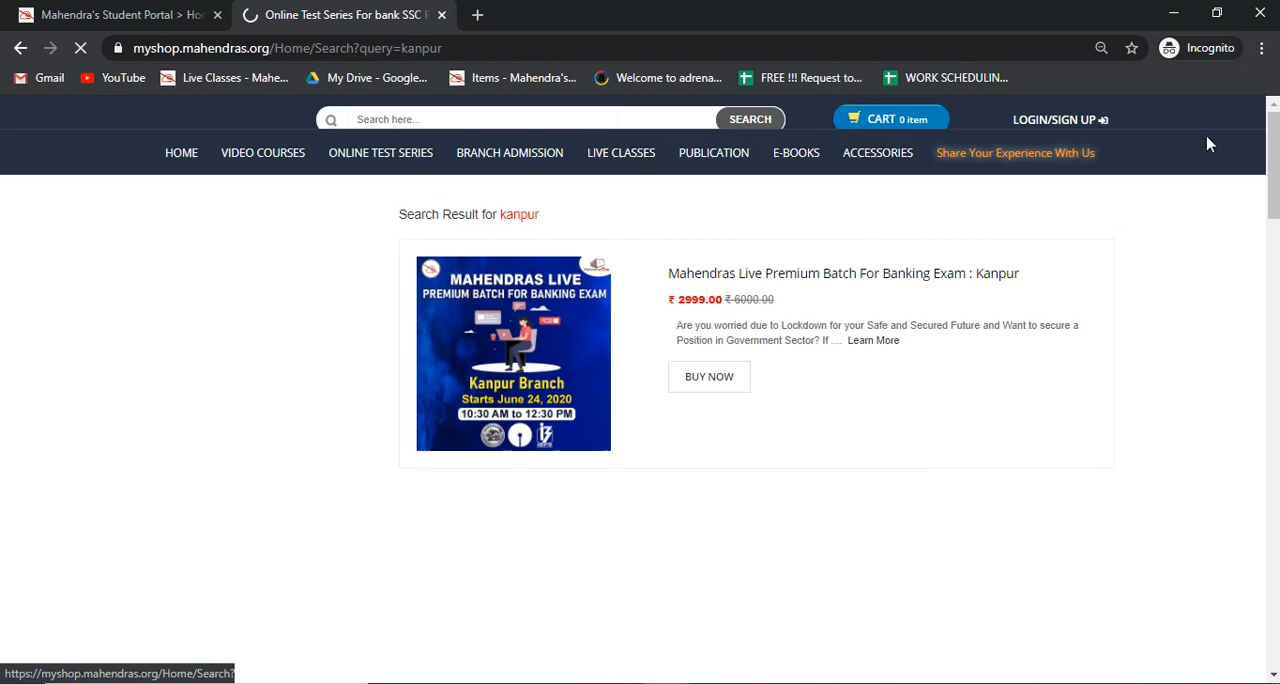 Mahendra's Student Portal > Hor
Online Test Series For bank SSC R
myshop.mahendras.org/Home/Search?query=kanpur
Incognito
Gmail
YouTube
Live Classes - Mahe...
My Drive - Google...
Items - Mahendra's...
Welcome to adrena...
FREE !!! Request to...
WORK SCHEDULIN...
Search here...
SEARCH
CART 0 item
LOGIN/SIGN UP
HOME
VIDEO COURSES
ONLINE TEST SERIES
BRANCH ADMISSION
LIVE CLASSES
PUBLICATION
E-BOOKS
ACCESSORIES
Share Your Experience With Us
Search Result for kanpur
MAHENDRAS LIVE
PREMIUM BATCH FOR BANKING EXAM
Kanpur Branch
Starts June 24, 2020
10:30 AM to 12:30 PM
Mahendras Live Premium Batch For Banking Exam : Kanpur
₹ 2999.00 ₹ 6000.00
Are you worried due to Lockdown for your Safe and Secured Future and Want to secure a
Position in Government Sector? If .... Learn More
BUY NOW
https://myshop.mahendras.org/Home/Search?